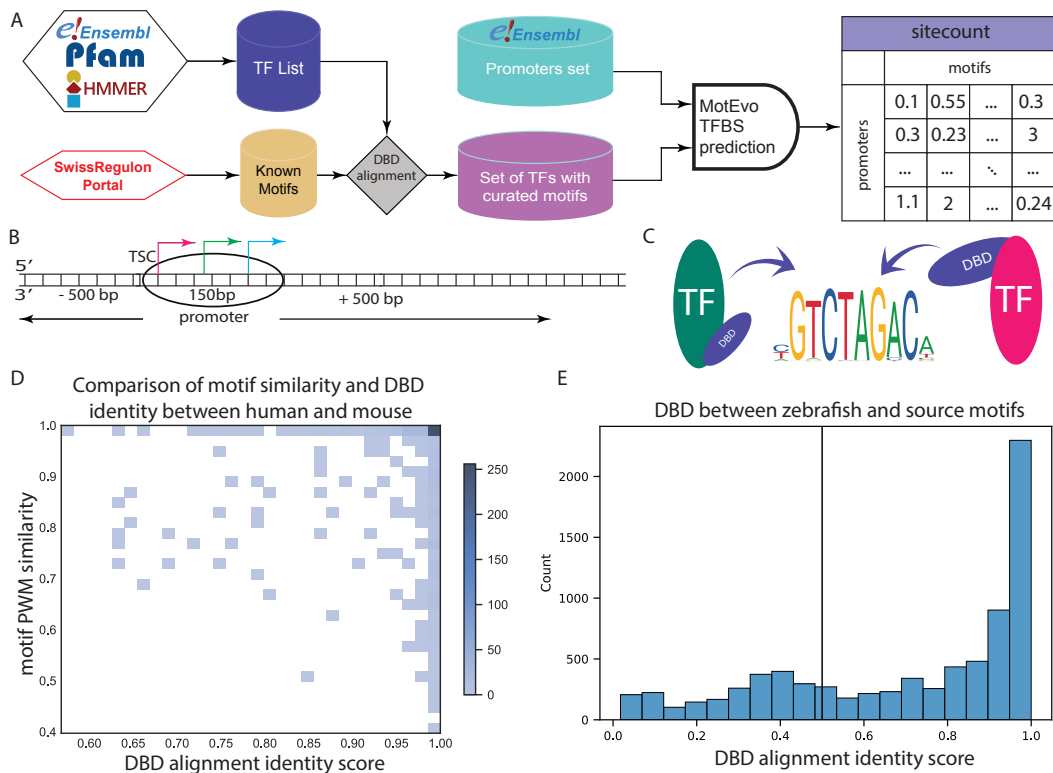 A
e!Ensembl
Pfam
HMMER
TF List
e!Ensembl
Promoters set
SwissRegulon
Portal
Known
Motifs
DBD
alignment
Set of TFs with
curated motifs
MotEvo
TFBS
prediction
sitecount
motifs
promoters
0.1 0.55 ... 0.3
0.3 0.23 ... 3
... ... ⋱ ...
1.1 2 ... 0.24
B
TSC
5′
3′
- 500 bp 150bp + 500 bp
promoter
C
TF
DBD
GTCTAGAC
DBD
TF
D
Comparison of motif similarity and DBD
identity between human and mouse
motif PWM similarity
1.0
0.9
0.8
0.7
0.6
0.5
0.4
0.60 0.65 0.70 0.75 0.80 0.85 0.90 0.95 1.00
DBD alignment identity score
250
200
150
100
50
0
E
DBD between zebrafish and source motifs
Count
2000
1500
1000
500
0
0.0 0.2 0.4 0.6 0.8 1.0
DBD alignment identity score